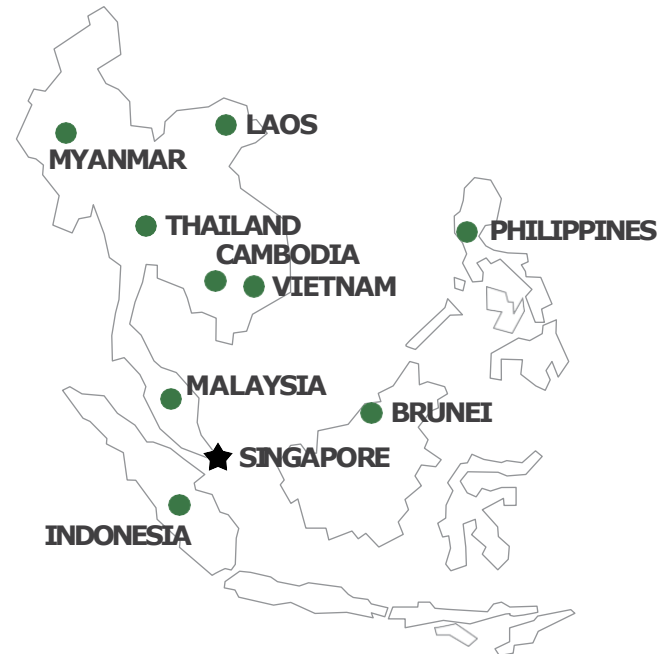 LAOS
MYANMAR
THAILAND
PHILIPPINES
CAMBODIA
VIETNAM
MALAYSIA
BRUNEI
SINGAPORE
INDONESIA